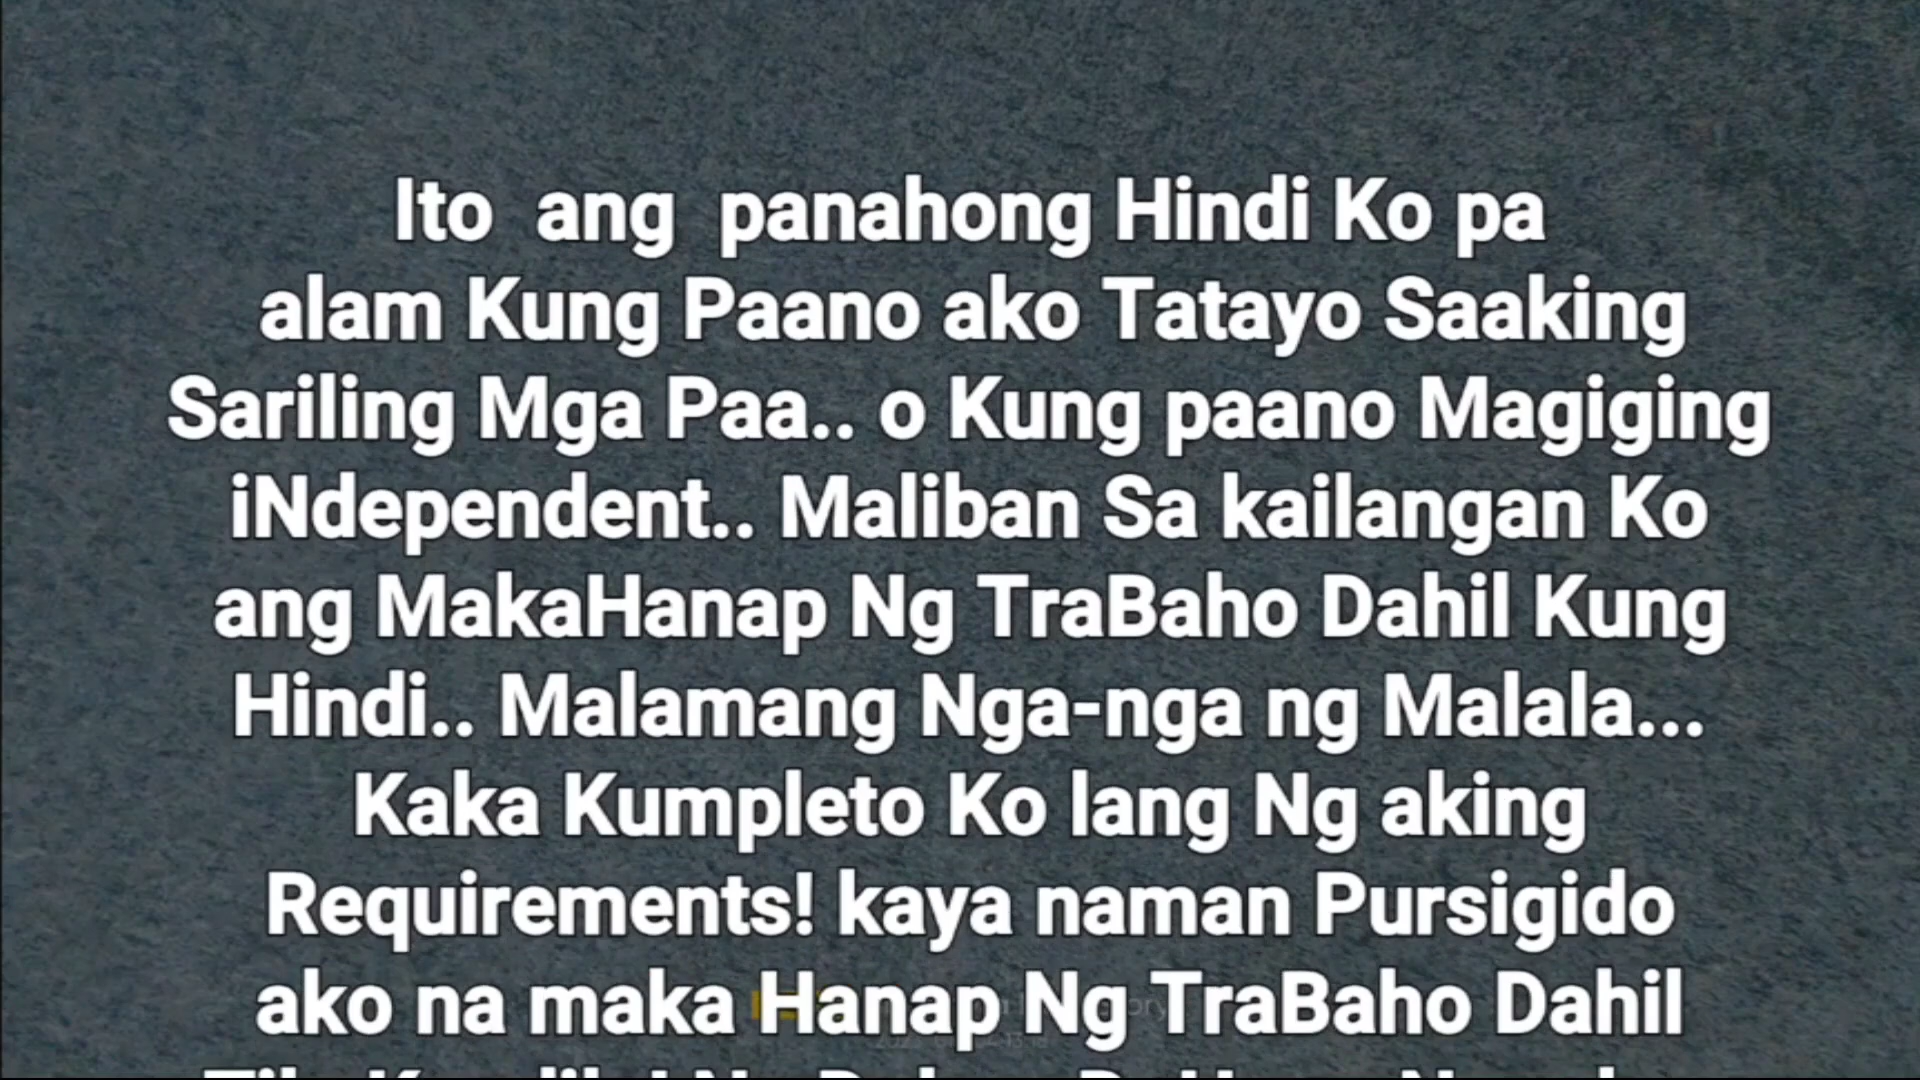 Ito ang panahong Hindi Ko pa
alam Kung Paano ako Tatayo Saaking
Sariling Mga Paa.. o Kung paano Magiging
iNdependent.. Maliban Sa kailangan Ko
ang MakaHanap Ng TraBaho Dahil Kung
Hindi.. Malamang Nga-nga ng Malala...
Kaka Kumpleto Ko lang Ng aking
Requirements! kaya naman Pursigido
ako na maka Hanap Ng TraBaho Dahil